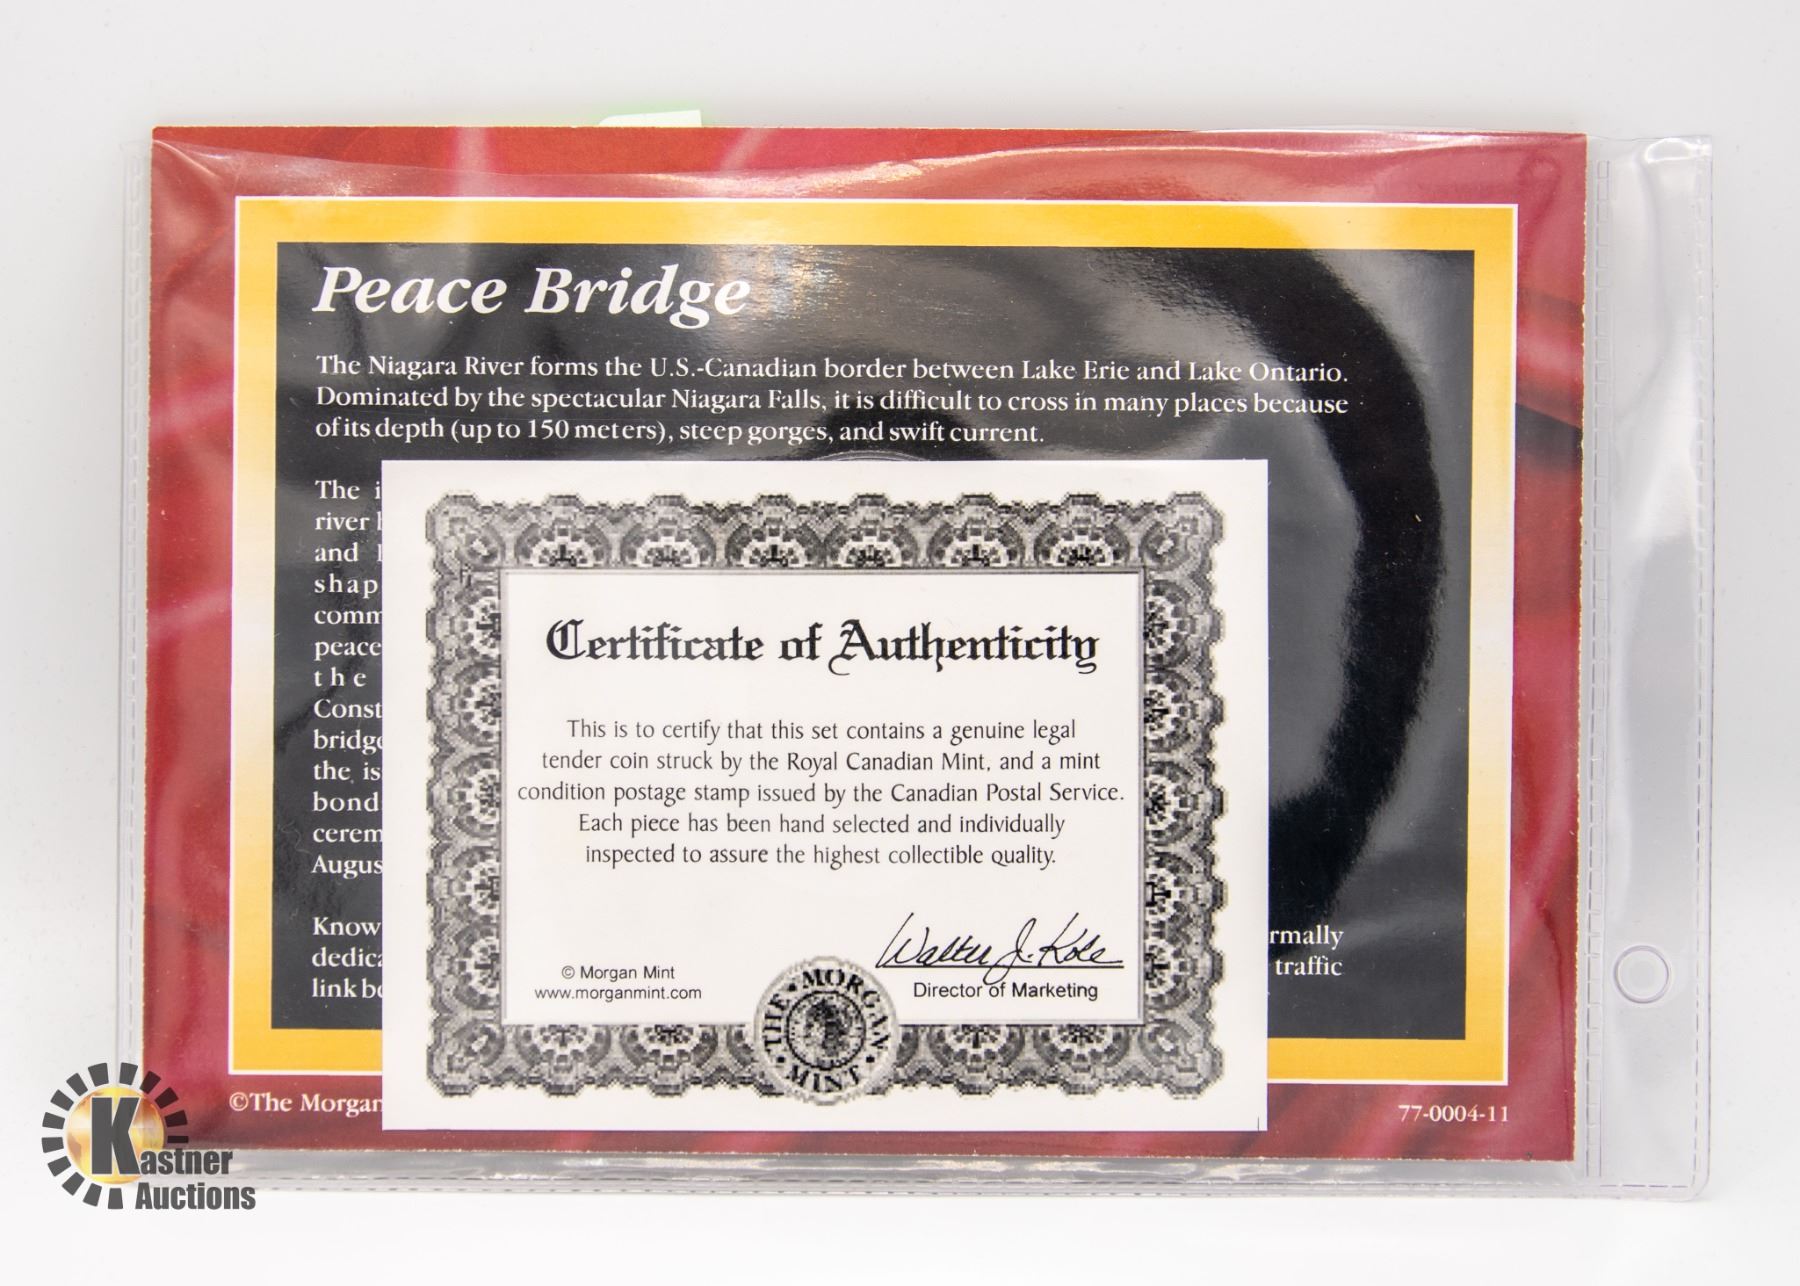 Peace Bridge
The Niagara River forms the U.S.-Canadian border between Lake Erie and Lake Ontario.
Dominated by the spectacular Niagara Falls, it is difficult to cross in many places because
of its depth (up to 150 meters), steep gorges, and swift current.
The
river
and
shap
comm
peace
the
Const
bridge
the is
bond
cerem
Augus
Know
dedica
link
rmally
traffic
Certificate of Authenticity
This is to certify that this set contains a genuine legal
tender coin struck by the Royal Canadian Mint, and a mint
condition postage stamp issued by the Canadian Postal Service.
Each piece has been hand selected and individually
inspected to assure the highest collectible quality.
Walter J. Kole
© Morgan Mint
www.morganmint.com
Director of Marketing
• THE • MORGAN • MINT
©The Morgan
77-0004-11
Kastner
Auctions